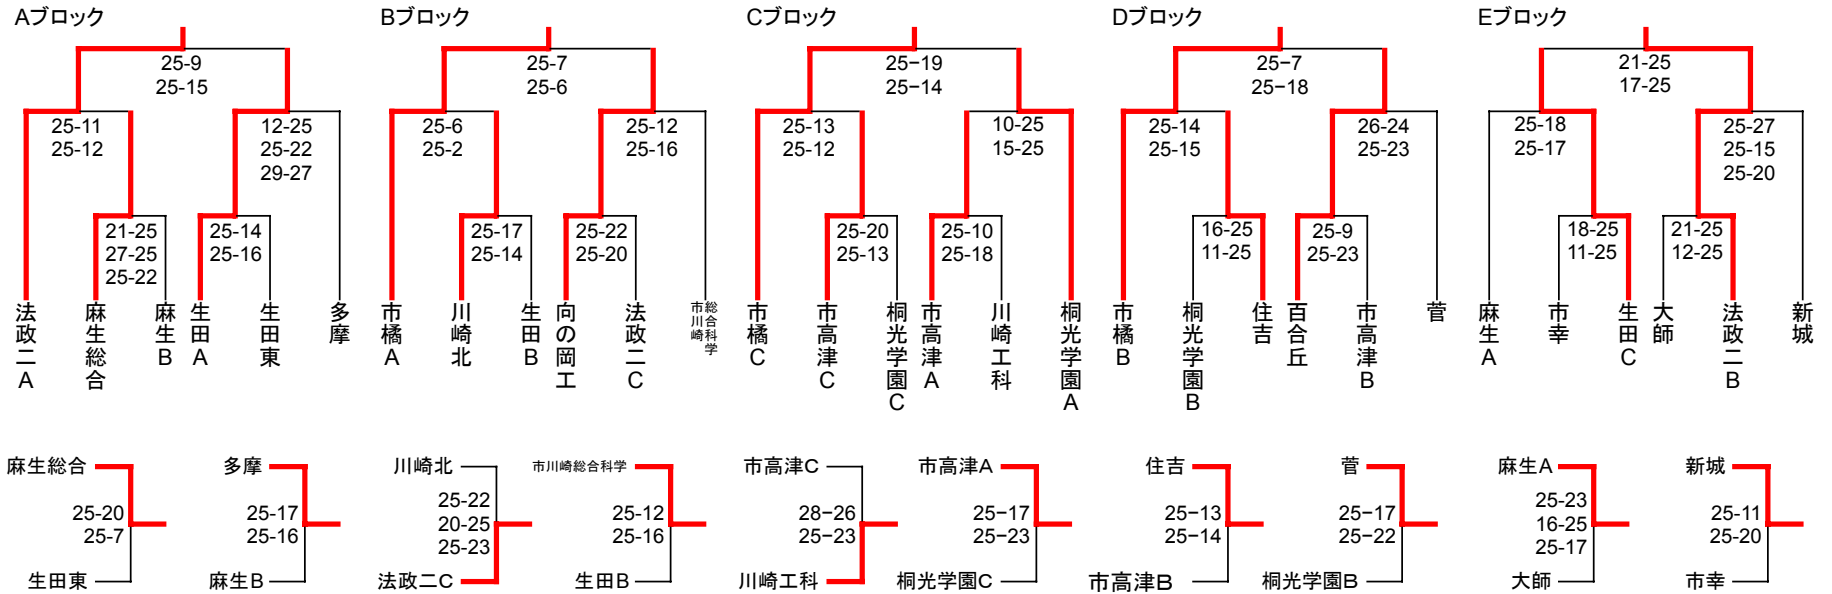 Aブロック
25-9
25-15
25-11
25-12
12-25
25-22
29-27
21-25
27-25
25-22
25-14
25-16
法政二A
麻生総合
麻生B
生田A
生田東
多摩
Bブロック
25-7
25-6
25-6
25-2
25-12
25-16
25-17
25-14
25-22
25-20
市橘A
川崎北
生田B
向の岡工
法政二C
市川崎
総合科学
Cブロック
25−19
25−14
25-13
25-12
10-25
15-25
25-20
25-13
25-10
25-18
市橘C
市高津C
桐光学園C
市高津A
川崎工科
桐光学園A
Dブロック
25−7
25−18
25-14
25-15
26-24
25-23
16-25
11-25
25-9
25-23
市橘B
桐光学園B
住吉
百合丘
市高津B
菅
Eブロック
21-25
17-25
25-18
25-17
25-27
25-15
25-20
18-25
11-25
21-25
12-25
麻生A
市幸
生田C
大師
法政二B
新城
麻生総合
25-20
25-7
生田東
多摩
25-17
25-16
麻生B
川崎北
25-22
20-25
25-23
法政二C
市川崎総合科学
25-12
25-16
生田B
市高津C
28−26
25−23
川崎工科
市高津A
25−17
25−23
桐光学園C
住吉
25−13
25−14
市高津B
菅
25−17
25−22
桐光学園B
麻生A
25-23
16-25
25-17
大師
新城
25-11
25-20
市幸